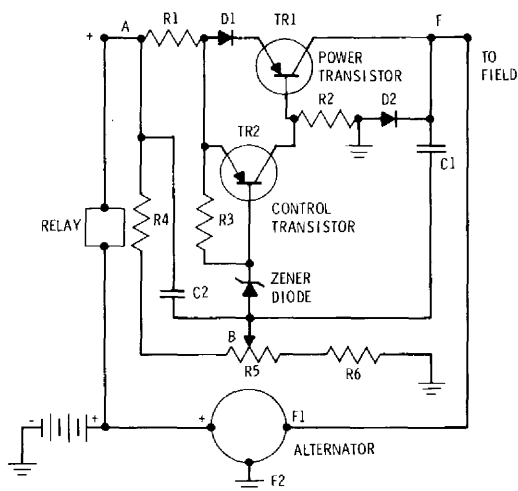 A R1 D1 TR1 F
+
POWER
TRANSISTOR
TO
FIELD
R2 D2
TR2
C1
CONTROL
TRANSISTOR
RELAY R4 R3
ZENER
DIODE
C2
B
R5 R6
- + + F1
ALTERNATOR
F2